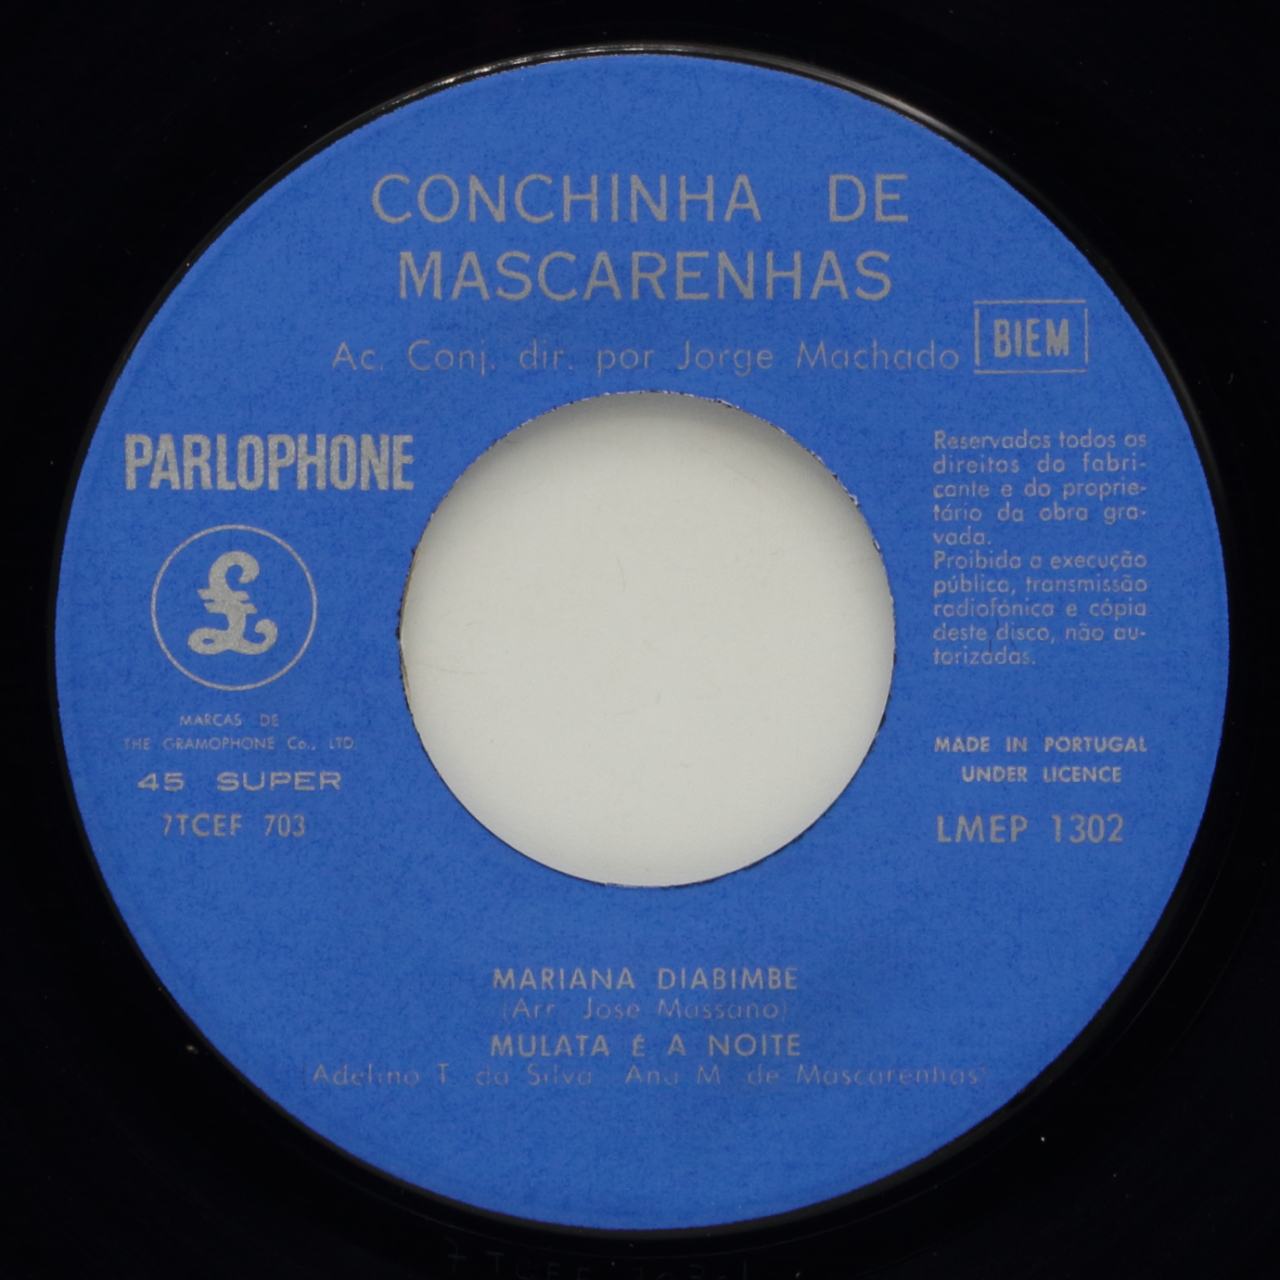 CONCHINHA DE
MASCARENHAS
Ac. Conj. dir. por Jorge Machado
BIEM
PARLOPHONE
£
MARCAS DE
THE GRAMOPHONE Co., LTD.
45 SUPER
7TCEF 703
Reservados todos os
direitos do fabri-
cante e do proprie-
tário da obra gra-
vada.
Proibida a execução
pública, transmissão
radiofónica e cópia
deste disco, não au-
torizadas.
MADE IN PORTUGAL
UNDER LICENCE
LMEP 1302
MARIANA DIABIMBE
(Arr. José Massano)
MULATA É A NOITE
(Adelino T. da Silva Ana M. de Mascarenhas)